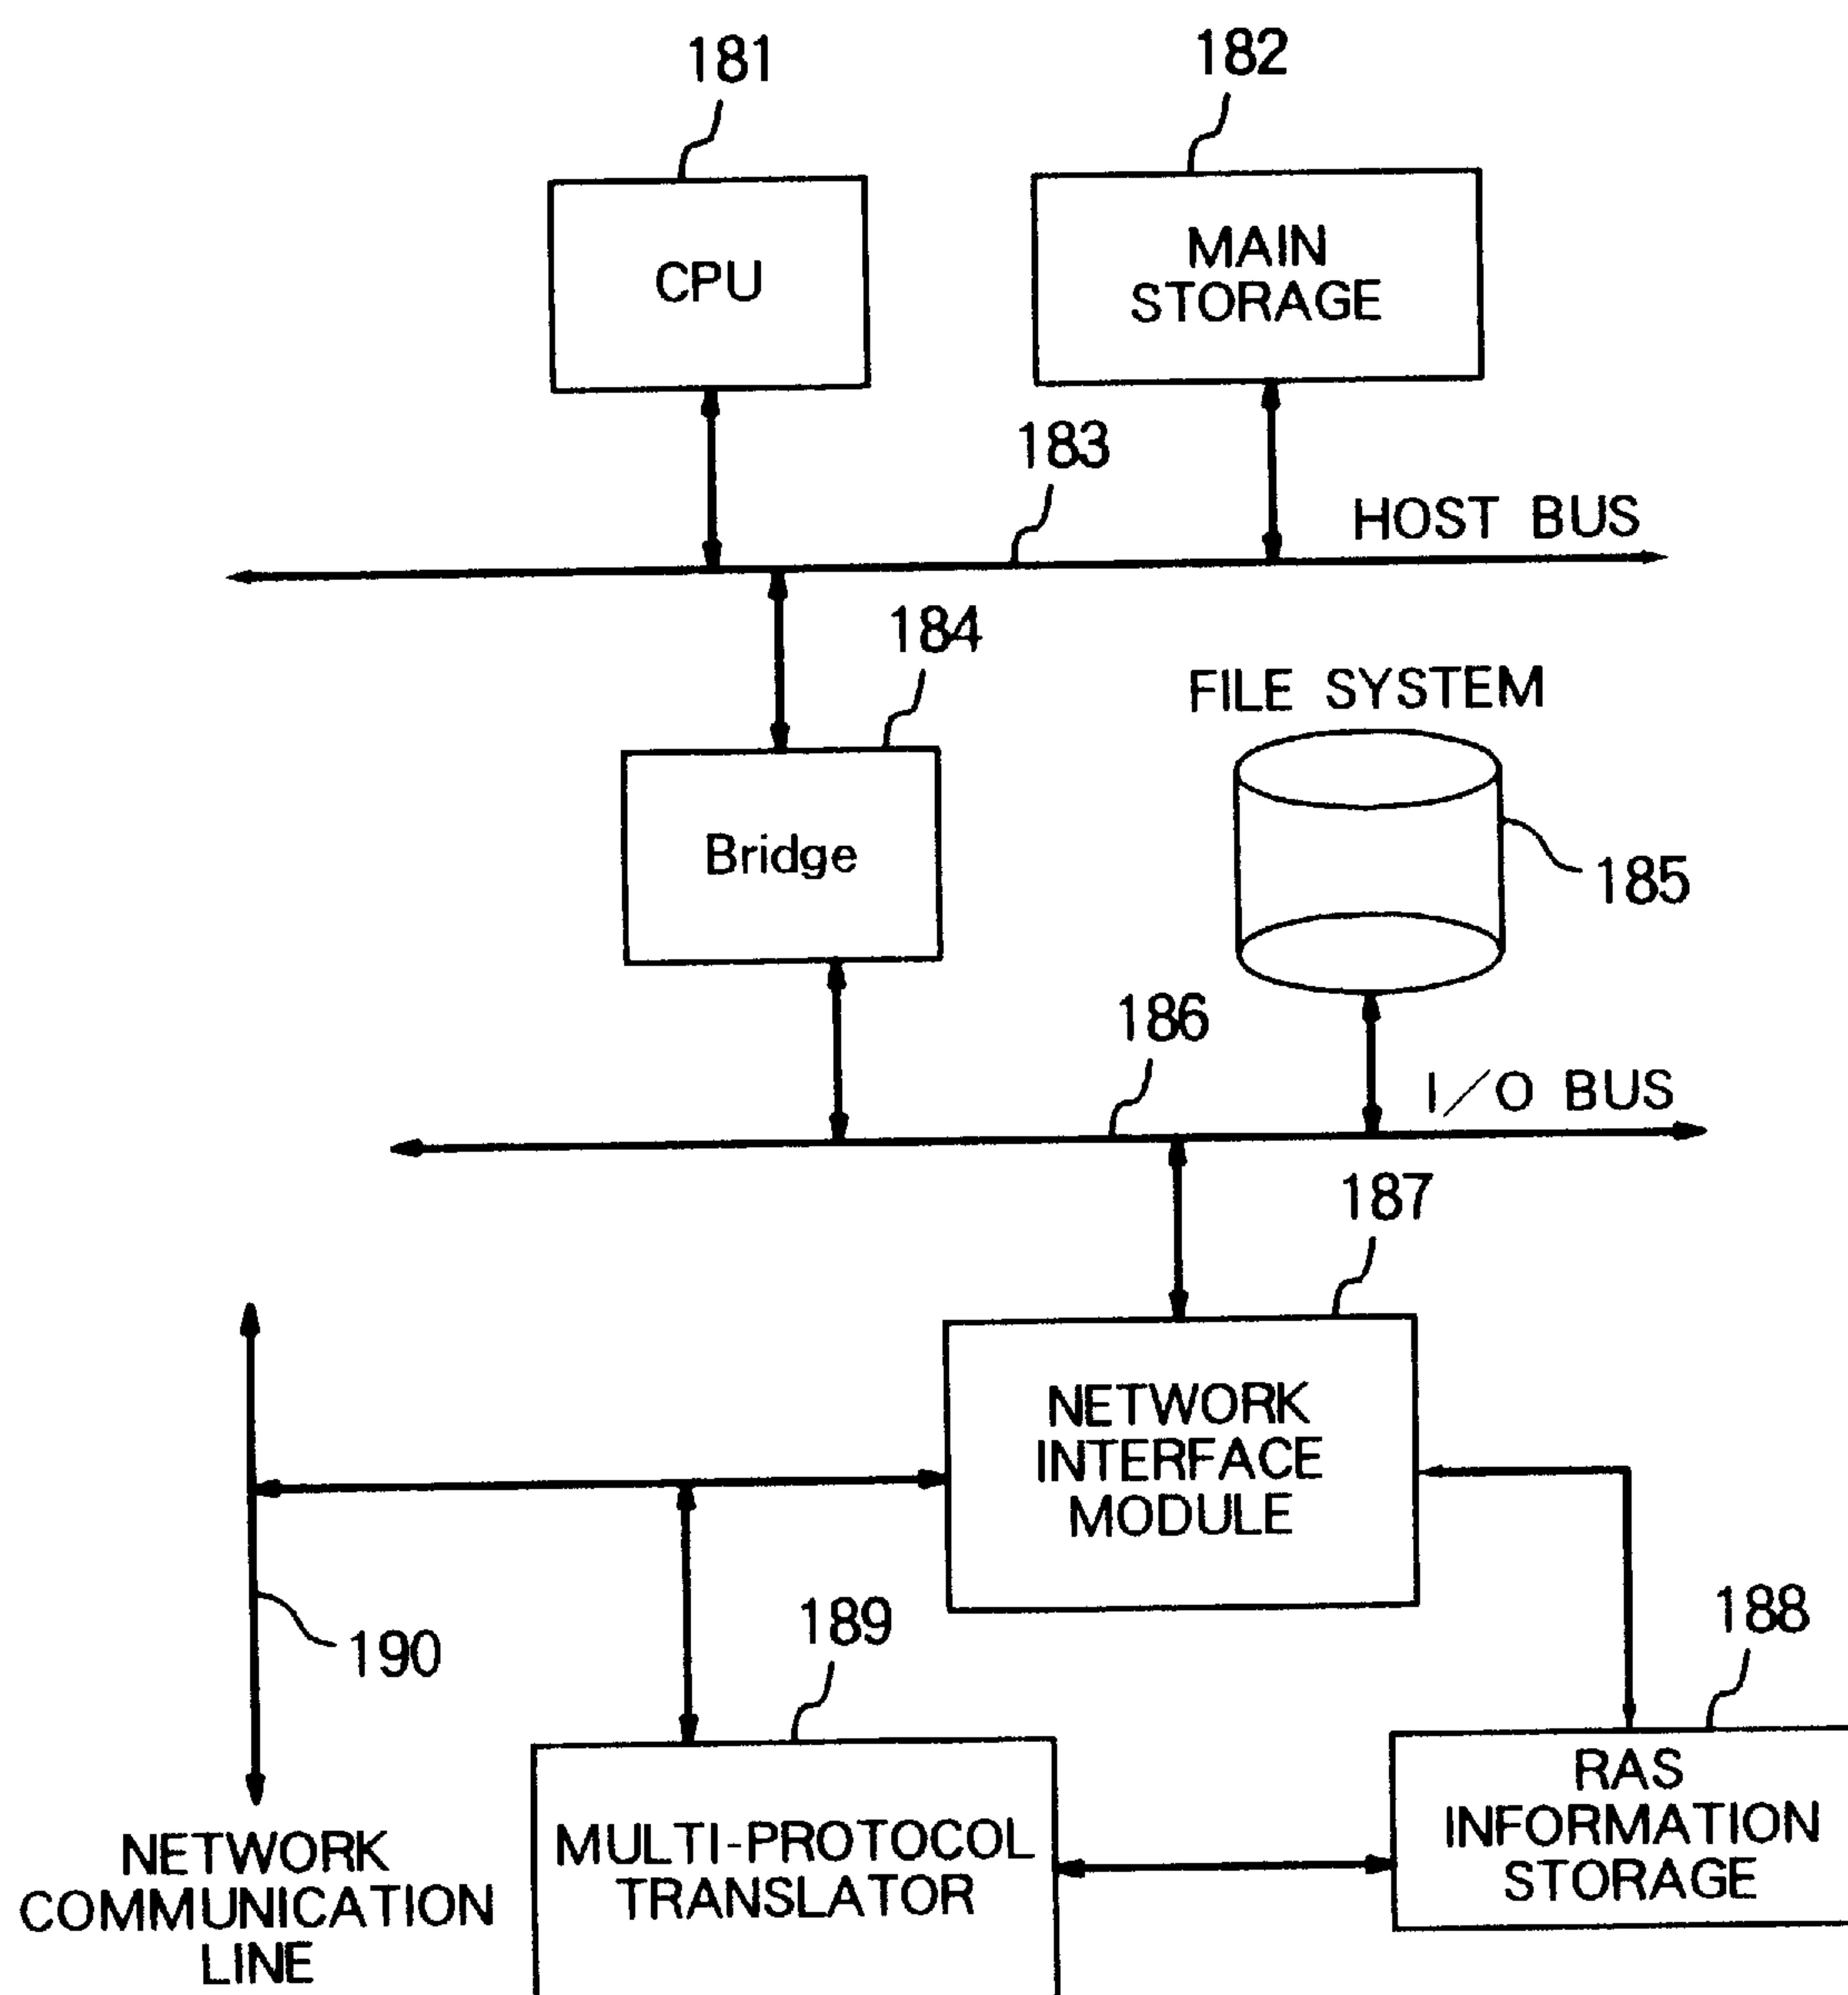 181
182
CPU
MAIN
STORAGE
183
HOST BUS
184
FILE SYSTEM
Bridge
185
186
I/O BUS
187
NETWORK
INTERFACE
MODULE
189
188
190
RAS
INFORMATION
STORAGE
MULTI-PROTOCOL
TRANSLATOR
NETWORK
COMMUNICATION
LINE